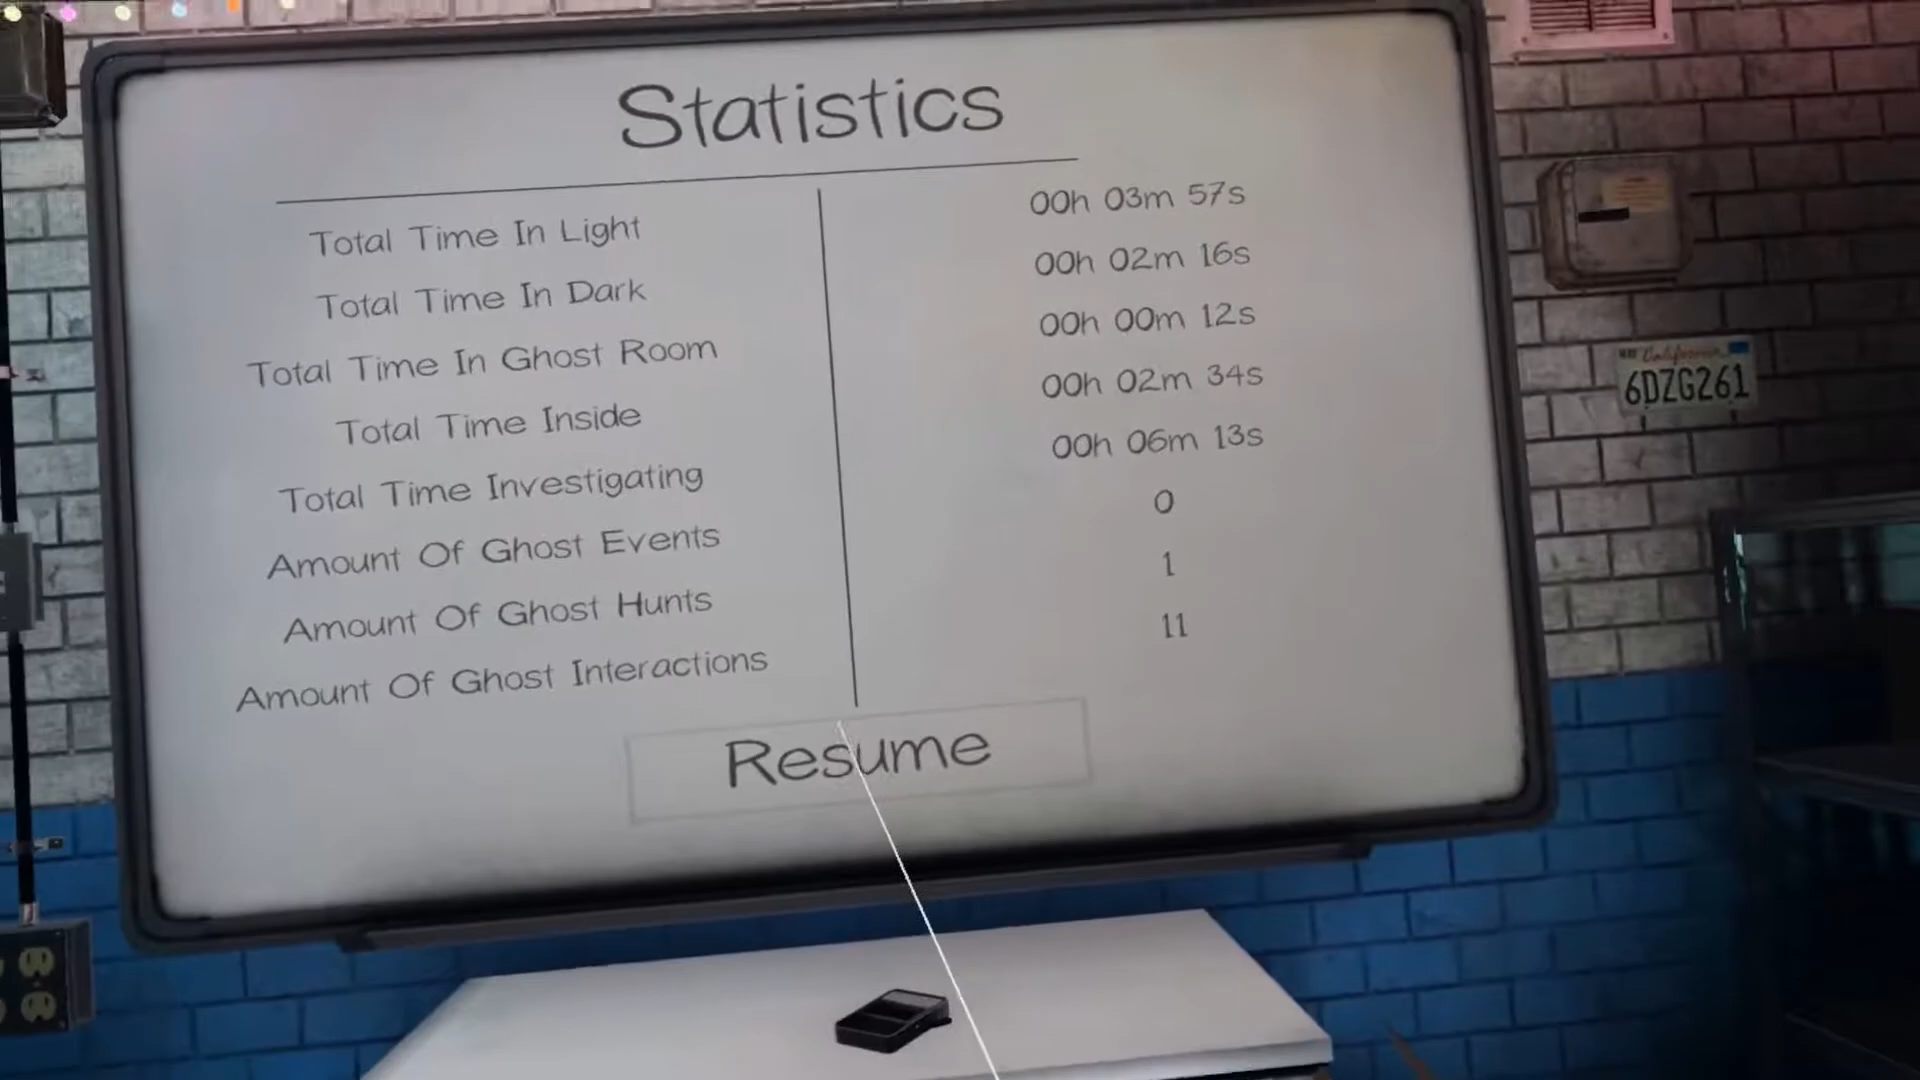 Statistics
Total Time In Light 00h 03m 57s
Total Time In Dark 00h 02m 16s
Total Time In Ghost Room 00h 00m 12s
Total Time Inside 00h 02m 34s
Total Time Investigating 00h 06m 13s
Amount Of Ghost Events 0
Amount Of Ghost Hunts 1
Amount Of Ghost Interactions 11
Resume
California
6DZG261